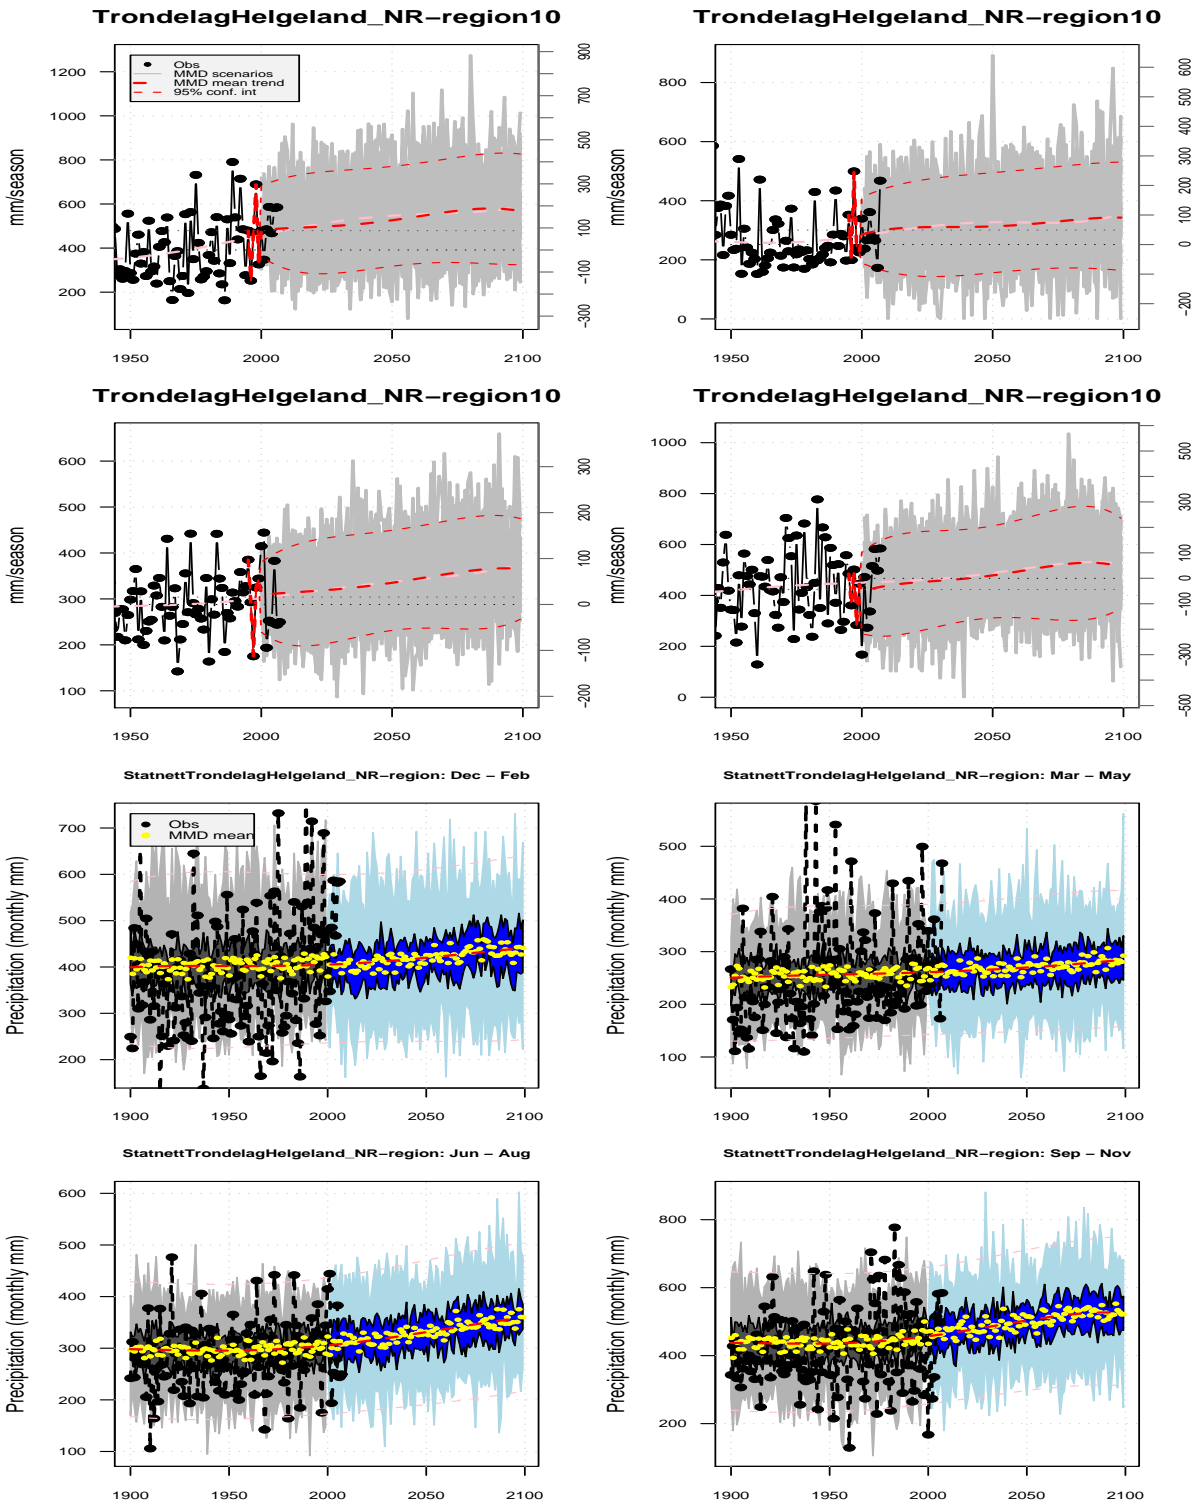 TrondelagHelgeland_NR−region10
TrondelagHelgeland_NR−region10
Obs
MMD scenarios
MMD mean trend
95% conf. int
mm/season
200 400 600 800 1000 1200
−300 −100 100 300 500 700 900
1950 2000 2050 2100
mm/season
0 200 400 600 800
−200 0 100 200 300 400 500 600
1950 2000 2050 2100
TrondelagHelgeland_NR−region10
TrondelagHelgeland_NR−region10
mm/season
100 200 300 400 500 600
−200 −100 0 100 200 300
1950 2000 2050 2100
mm/season
0 200 400 600 800 1000
−500 −300 −100 0 100 300 500
1950 2000 2050 2100
StatnettTrondelagHelgeland_NR−region: Dec − Feb
StatnettTrondelagHelgeland_NR−region: Mar − May
Obs
MMD mean
Precipitation (monthly mm)
200 300 400 500 600 700
1900 1950 2000 2050 2100
Precipitation (monthly mm)
100 200 300 400 500
1900 1950 2000 2050 2100
StatnettTrondelagHelgeland_NR−region: Jun − Aug
StatnettTrondelagHelgeland_NR−region: Sep − Nov
Precipitation (monthly mm)
100 200 300 400 500 600
1900 1950 2000 2050 2100
Precipitation (monthly mm)
200 400 600 800
1900 1950 2000 2050 2100